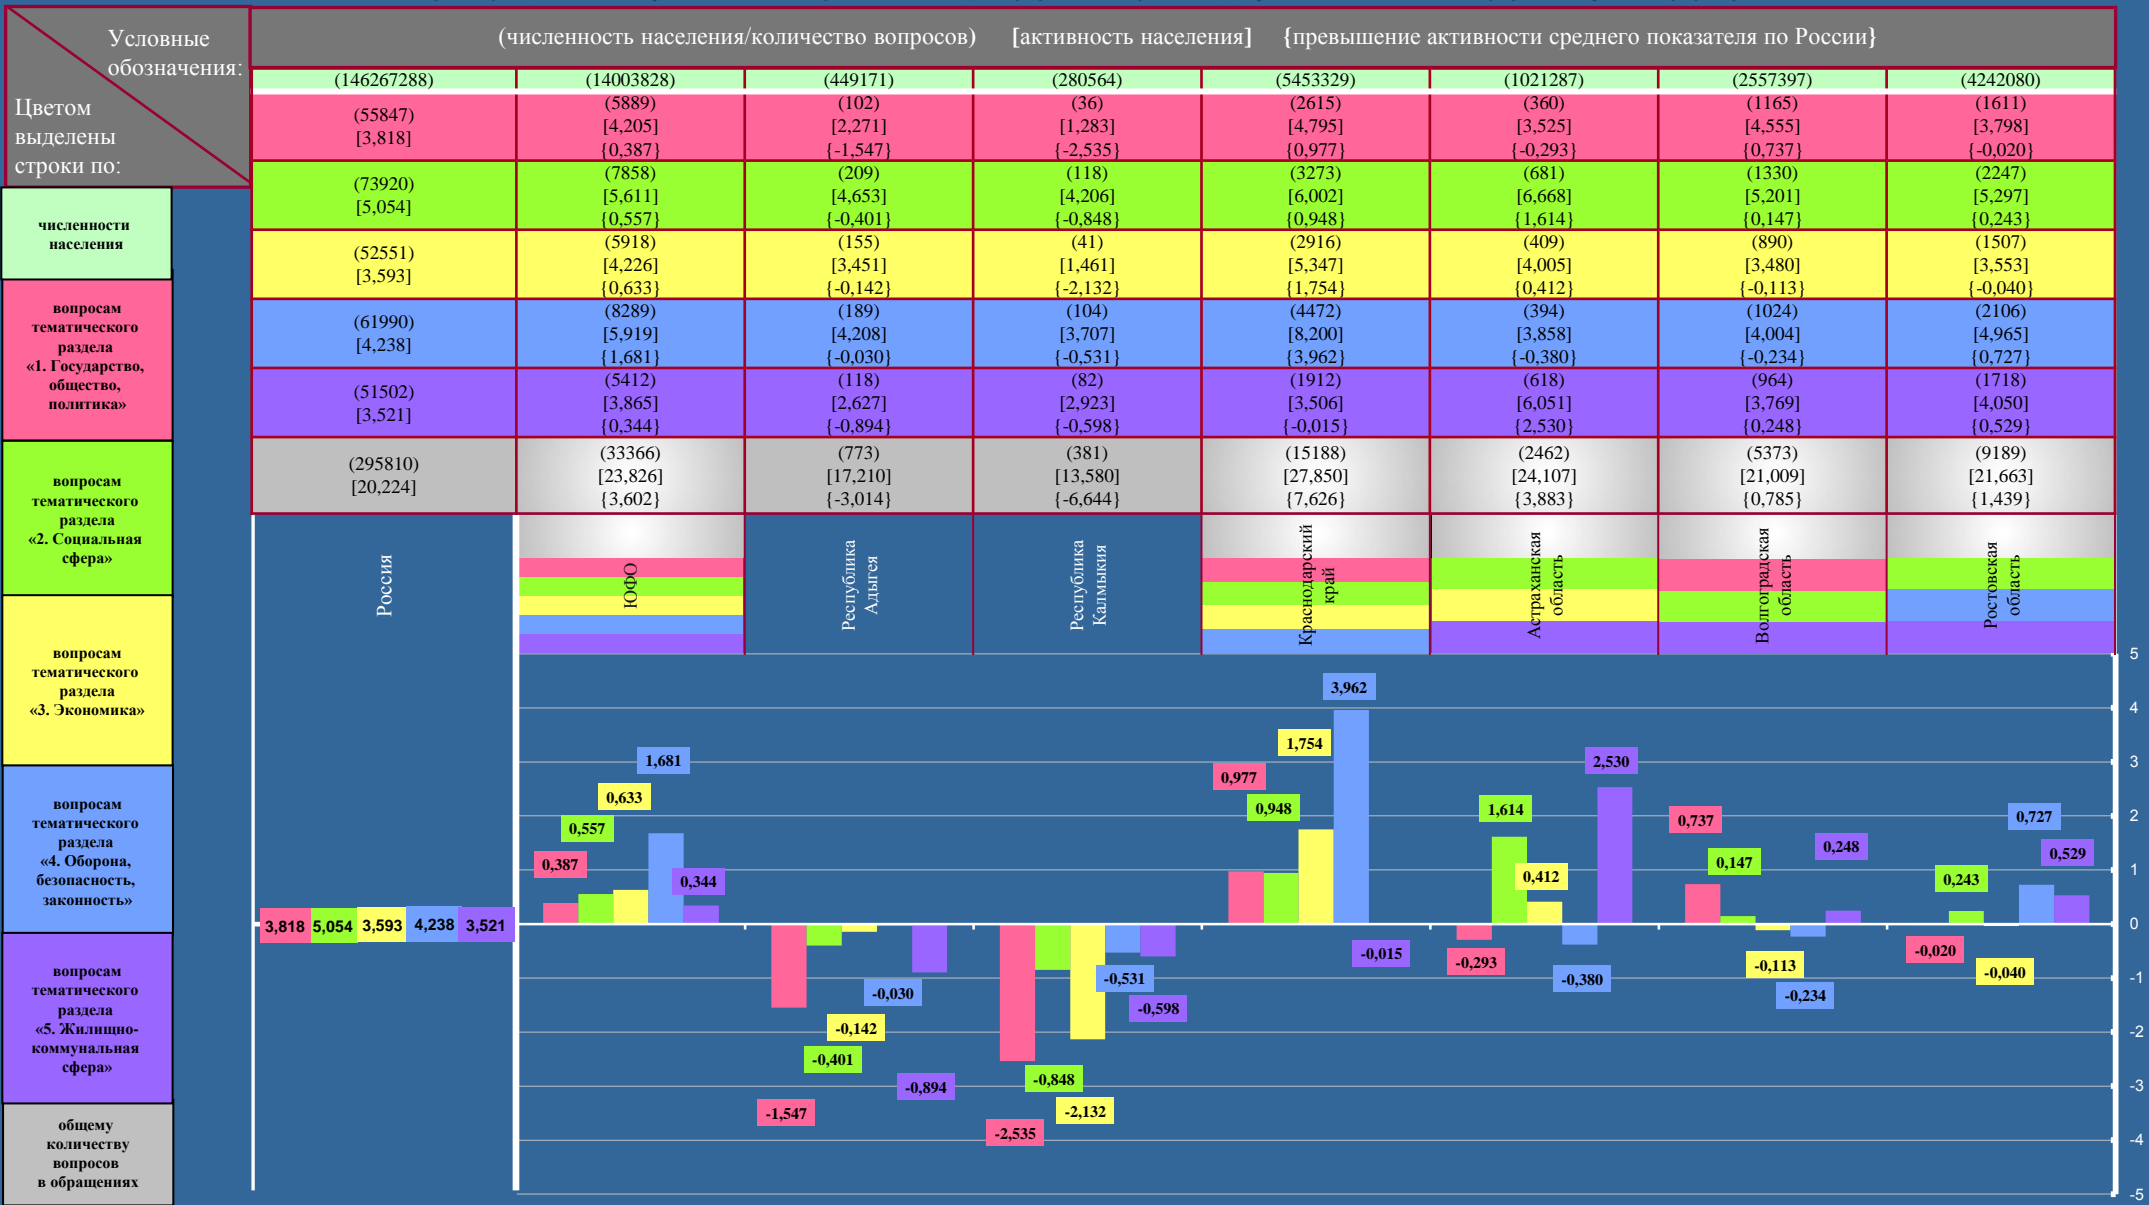 Условные
обозначения:
Цветом
выделены
строки по:
(численность населения/количество вопросов) [активность населения] {превышение активности среднего показателя по России}
(146267288) (14003828) (449171) (280564) (5453329) (1021287) (2557397) (4242080)
(55847) (5889) (102) (36) (2615) (360) (1165) (1611)
[3,818] [4,205] [2,271] [1,283] [4,795] [3,525] [4,555] [3,798]
{0,387} {-1,547} {-2,535} {0,977} {-0,293} {0,737} {-0,020}
(73920) (7858) (209) (118) (3273) (681) (1330) (2247)
[5,054] [5,611] [4,653] [4,206] [6,002] [6,668] [5,201] [5,297]
{0,557} {-0,401} {-0,848} {0,948} {1,614} {0,147} {0,243}
(52551) (5918) (155) (41) (2916) (409) (890) (1507)
[3,593] [4,226] [3,451] [1,461] [5,347] [4,005] [3,480] [3,553]
{0,633} {-0,142} {-2,132} {1,754} {0,412} {-0,113} {-0,040}
(61990) (8289) (189) (104) (4472) (394) (1024) (2106)
[4,238] [5,919] [4,208] [3,707] [8,200] [3,858] [4,004] [4,965]
{1,681} {-0,030} {-0,531} {3,962} {-0,380} {-0,234} {0,727}
(51502) (5412) (118) (82) (1912) (618) (964) (1718)
[3,521] [3,865] [2,627] [2,923] [3,506] [6,051] [3,769] [4,050]
{0,344} {-0,894} {-0,598} {-0,015} {2,530} {0,248} {0,529}
(295810) (33366) (773) (381) (15188) (2462) (5373) (9189)
[20,224] [23,826] [17,210] [13,580] [27,850] [24,107] [21,009] [21,663]
{3,602} {-3,014} {-6,644} {7,626} {3,883} {0,785} {1,439}
численности
населения
вопросам
тематического
раздела
«1. Государство,
общество,
политика»
вопросам
тематического
раздела
«2. Социальная
сфера»
вопросам
тематического
раздела
«3. Экономика»
вопросам
тематического
раздела
«4. Оборона,
безопасность,
законность»
вопросам
тематического
раздела
«5. Жилищно-
коммунальная
сфера»
общему
количеству
вопросов
в обращениях
Россия
ЮФО
Республика
Адыгея
Республика
Калмыкия
Краснодарский
край
Астраханская
область
Волгоградская
область
Ростовская
область
3,818 5,054 3,593 4,238 3,521
0,387
0,557
0,633
1,681
0,344
-1,547
-0,401
-0,142
-0,030
-0,894
-2,535
-0,848
-2,132
-0,531
-0,598
0,977
0,948
1,754
3,962
-0,015
-0,293
1,614
0,412
-0,380
2,530
0,737
0,147
-0,113
-0,234
0,248
-0,020
0,243
-0,040
0,727
0,529
5
4
3
2
1
0
-1
-2
-3
-4
-5